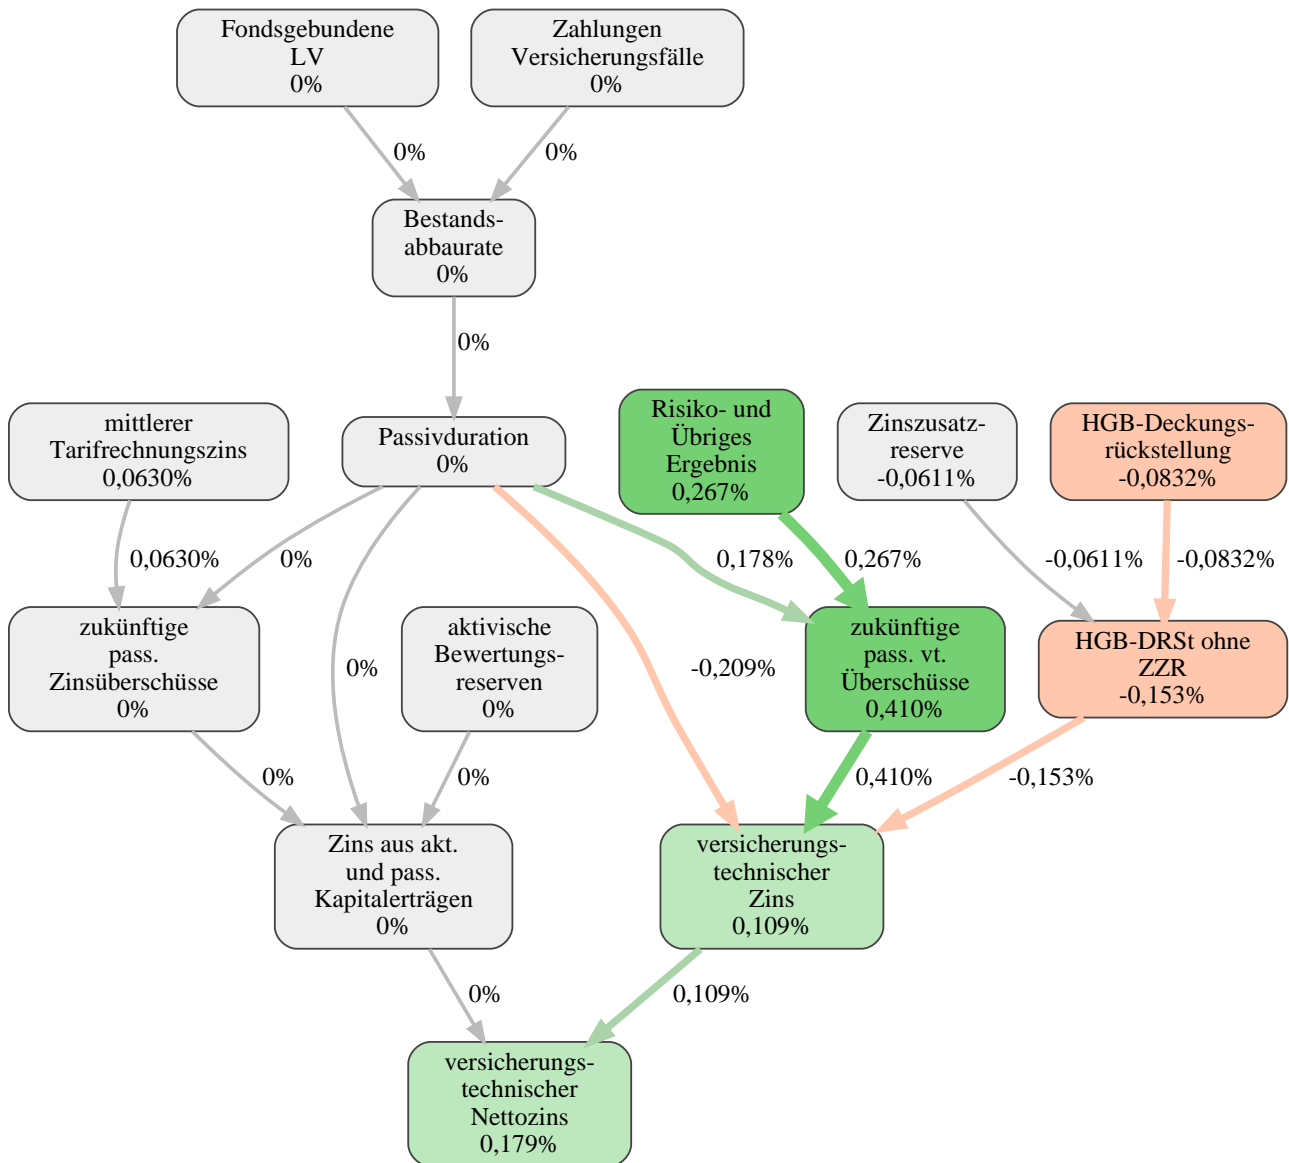 Fondsgebundene
LV
0%
Zahlungen
Versicherungsfälle
0%
0%
0%
Bestands-
abbaurate
0%
0%
mittlerer
Tarifrechnungszins
0,0630%
Passivduration
0%
Risiko- und
Übriges
Ergebnis
0,267%
Zinszusatz-
reserve
-0,0611%
HGB-Deckungs-
rückstellung
-0,0832%
0,0630%
0%
0%
-0,209%
0,178%
0,267%
-0,0611%
-0,0832%
zukünftige
pass.
Zinsüberschüsse
0%
aktivische
Bewertungs-
reserven
0%
zukünftige
pass. vt.
Überschüsse
0,410%
HGB-DRSt ohne
ZZR
-0,153%
0%
0%
0,410%
-0,153%
Zins aus akt.
und pass.
Kapitalerträgen
0%
versicherungs-
technischer
Zins
0,109%
0%
0,109%
versicherungs-
technischer
Nettozins
0,179%